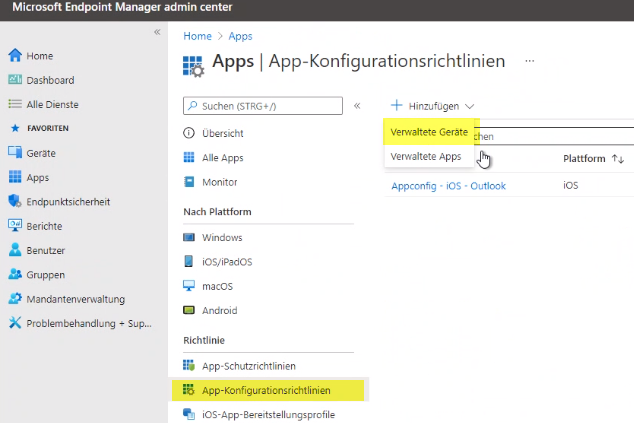 Microsoft Endpoint Manager admin center
«
Home
Dashboard
Alle Dienste
FAVORITEN
Geräte
Apps
Endpunktsicherheit
Berichte
Benutzer
Gruppen
Mandantenverwaltung
Problembehandlung + Sup...
Home > Apps
Apps | App-Konfigurationsrichtlinien ...
Suchen (STRG+/) «
Übersicht
Alle Apps
Monitor
Nach Plattform
Windows
iOS/iPadOS
macOS
Android
Richtlinie
App-Schutzrichtlinien
App-Konfigurationsrichtlinien
iOS-App-Bereitstellungsprofile
+ Hinzufügen
Verwaltete Geräte
chen
Verwaltete Apps
Plattform ↑↓
Appconfig - iOS - Outlook iOS